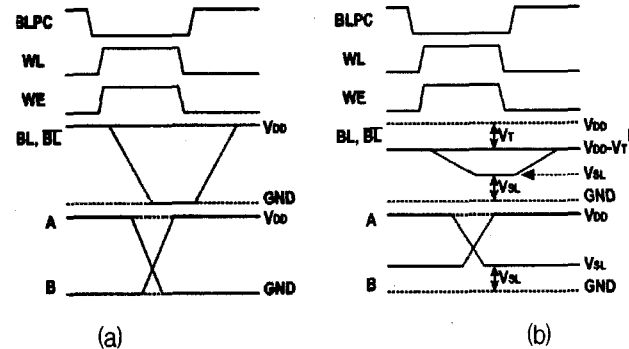 BLPC
WL
WE
BL, BL
VDD
GND
A
VDD
B
GND
(a)
BLPC
WL
WE
BL, BL
VDD
VT
VDD-VT
VSL
VSL
GND
A
VDD
VSL
VSL
B
GND
(b)